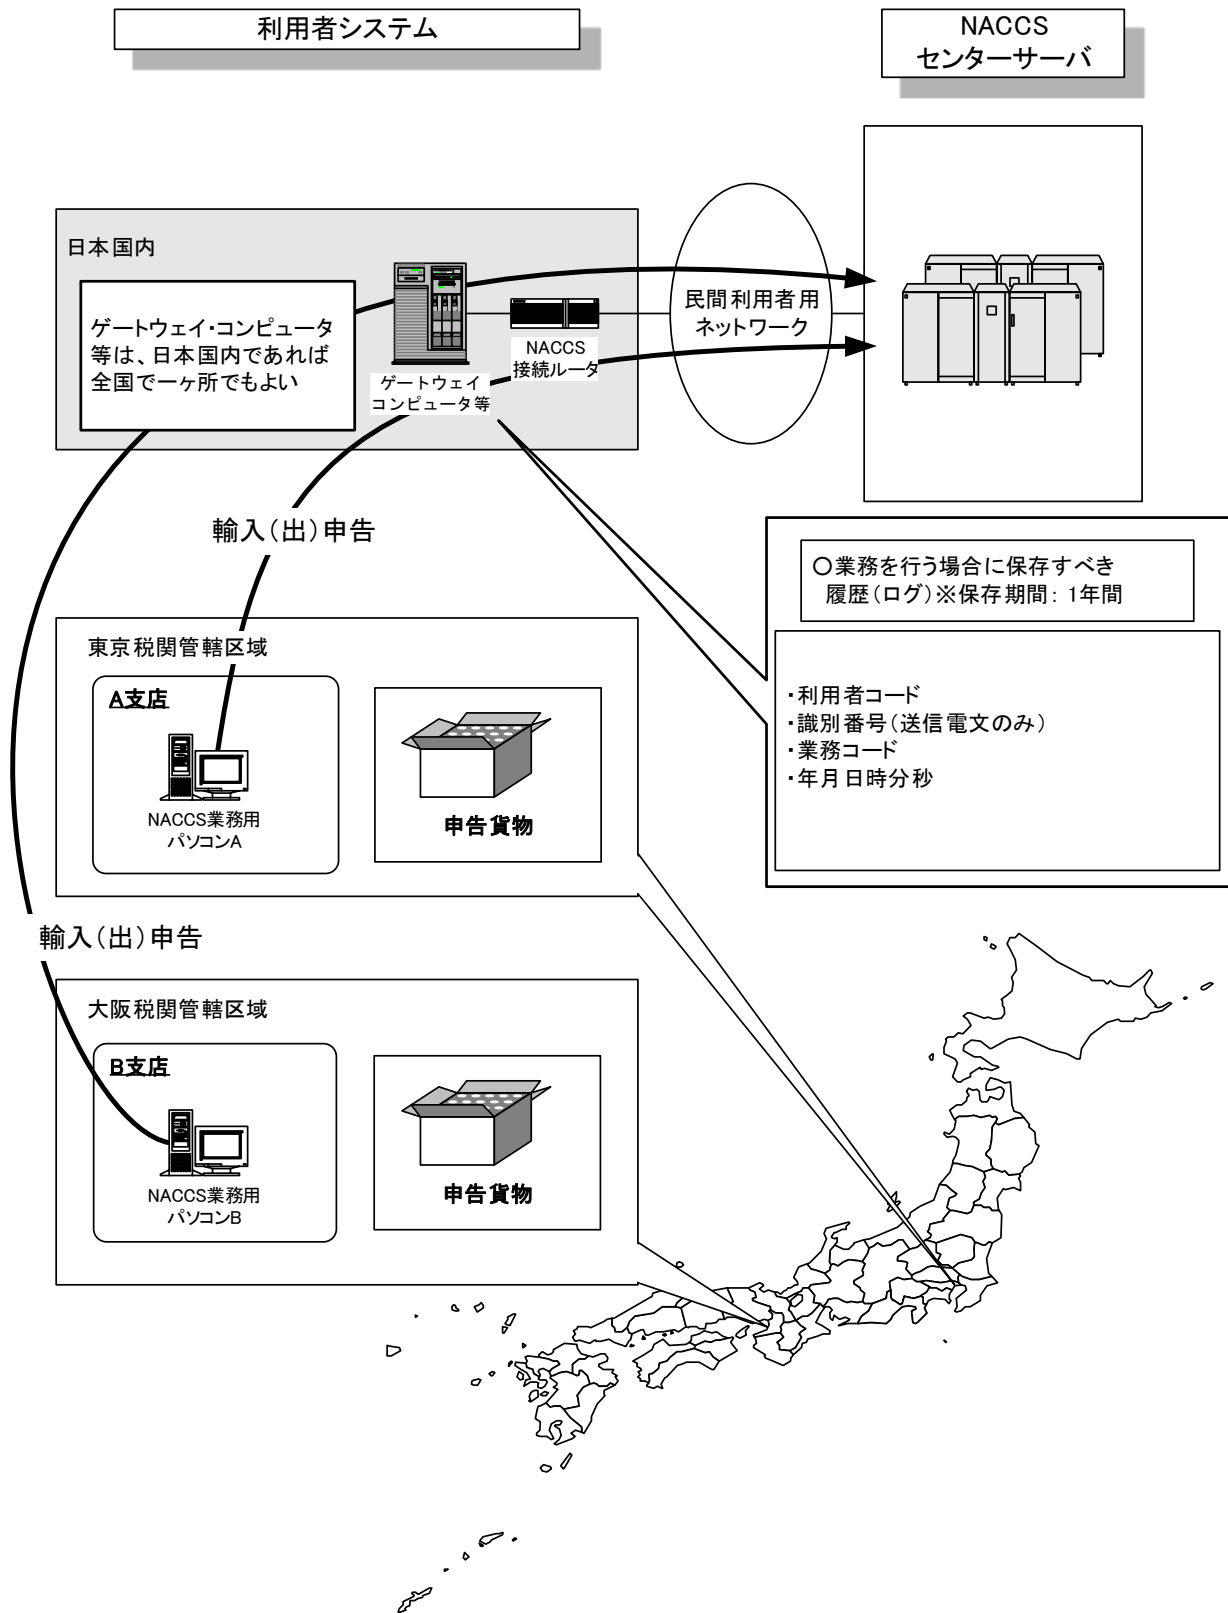 利用者システム
NACCS
センターサーバ
日本国内
ゲートウェイ・コンピュータ
等は、日本国内であれば
全国で一ヶ所でもよい
ゲートウェイ
コンピュータ等
NACCS
接続ルータ
民間利用者用
ネットワーク
輸入（出）申告
○業務を行う場合に保存すべき
履歴（ログ）※保存期間：1年間
・利用者コード
・識別番号（送信電文のみ）
・業務コード
・年月日時分秒
東京税関管轄区域
A支店
NACCS業務用
パソコンA
申告貨物
輸入（出）申告
大阪税関管轄区域
B支店
NACCS業務用
パソコンB
申告貨物